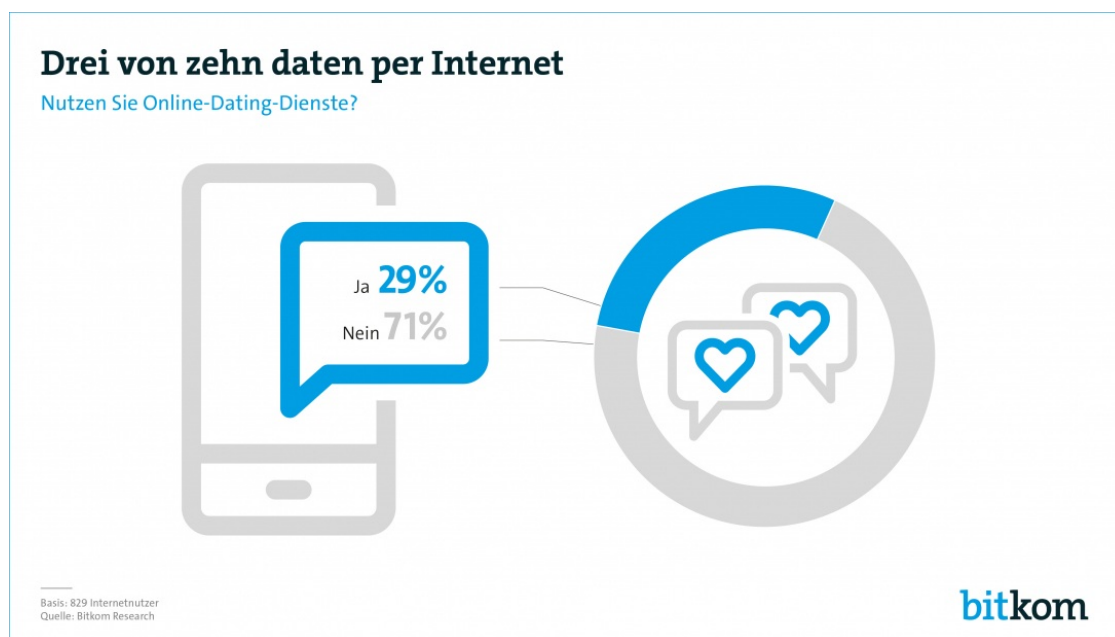 Drei von zehn daten per Internet
Nutzen Sie Online-Dating-Dienste?
Ja 29%
Nein 71%
Basis: 829 Internetnutzer
Quelle: Bitkom Research
bitkom